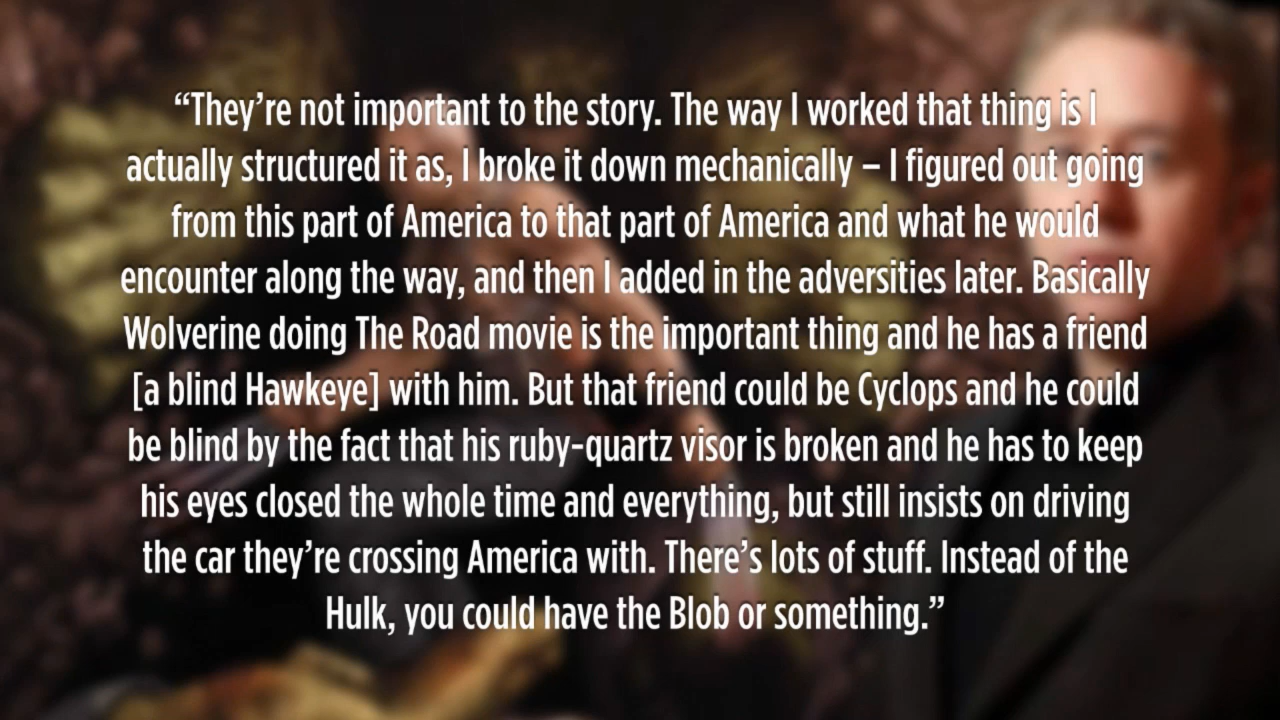 “They’re not important to the story. The way I worked that thing is I
actually structured it as, I broke it down mechanically – I figured out going
from this part of America to that part of America and what he would
encounter along the way, and then I added in the adversities later. Basically
Wolverine doing The Road movie is the important thing and he has a friend
[a blind Hawkeye] with him. But that friend could be Cyclops and he could
be blind by the fact that his ruby-quartz visor is broken and he has to keep
his eyes closed the whole time and everything, but still insists on driving
the car they’re crossing America with. There’s lots of stuff. Instead of the
Hulk, you could have the Blob or something.”